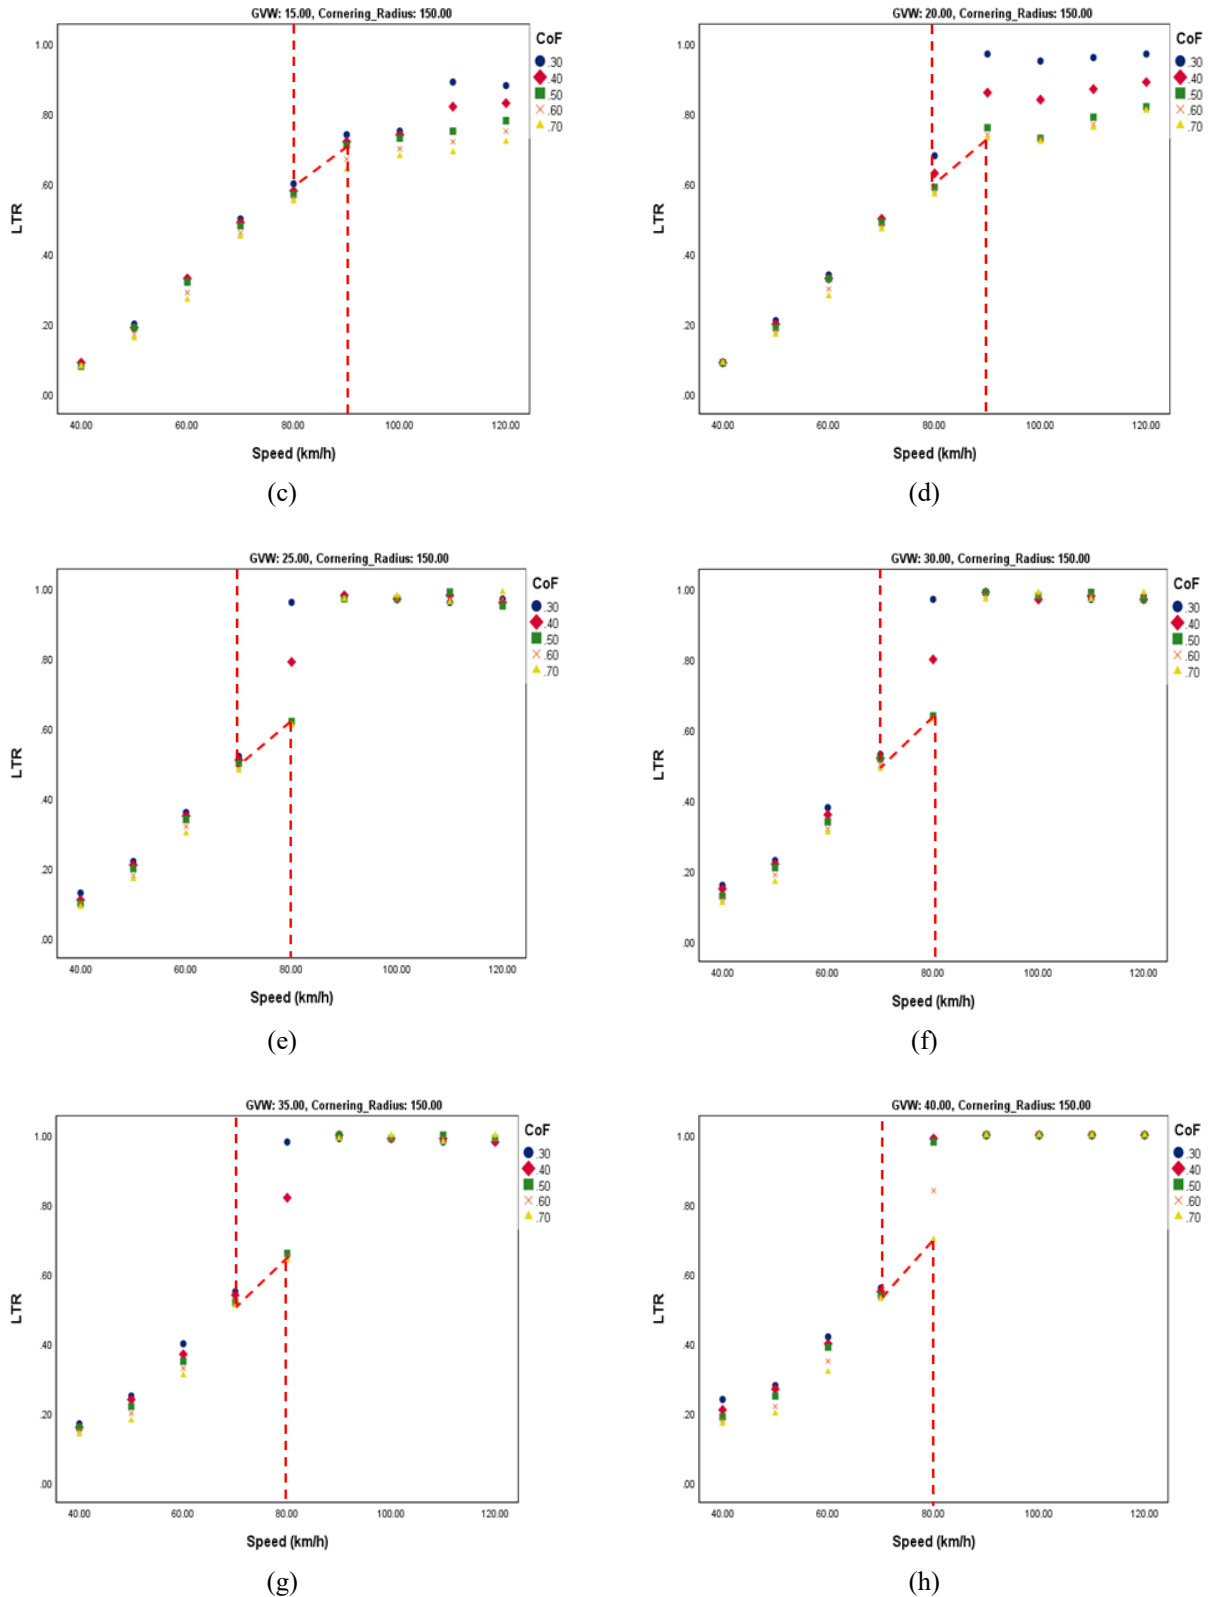 GVW: 15.00, Cornering_Radius: 150.00
CoF
.30
.40
.50
.60
.70
LTR
1.00
.80
.60
.40
.20
.00
40.00 60.00 80.00 100.00 120.00
Speed (km/h)
(c)
GVW: 20.00, Cornering_Radius: 150.00
CoF
.30
.40
.50
.60
.70
LTR
1.00
.80
.60
.40
.20
.00
40.00 60.00 80.00 100.00 120.00
Speed (km/h)
(d)
GVW: 25.00, Cornering_Radius: 150.00
CoF
.30
.40
.50
.60
.70
LTR
1.00
.80
.60
.40
.20
.00
40.00 60.00 80.00 100.00 120.00
Speed (km/h)
(e)
GVW: 30.00, Cornering_Radius: 150.00
CoF
.30
.40
.50
.60
.70
LTR
1.00
.80
.60
.40
.20
.00
40.00 60.00 80.00 100.00 120.00
Speed (km/h)
(f)
GVW: 35.00, Cornering_Radius: 150.00
CoF
.30
.40
.50
.60
.70
LTR
1.00
.80
.60
.40
.20
.00
40.00 60.00 80.00 100.00 120.00
Speed (km/h)
(g)
GVW: 40.00, Cornering_Radius: 150.00
CoF
.30
.40
.50
.60
.70
LTR
1.00
.80
.60
.40
.20
.00
40.00 60.00 80.00 100.00 120.00
Speed (km/h)
(h)